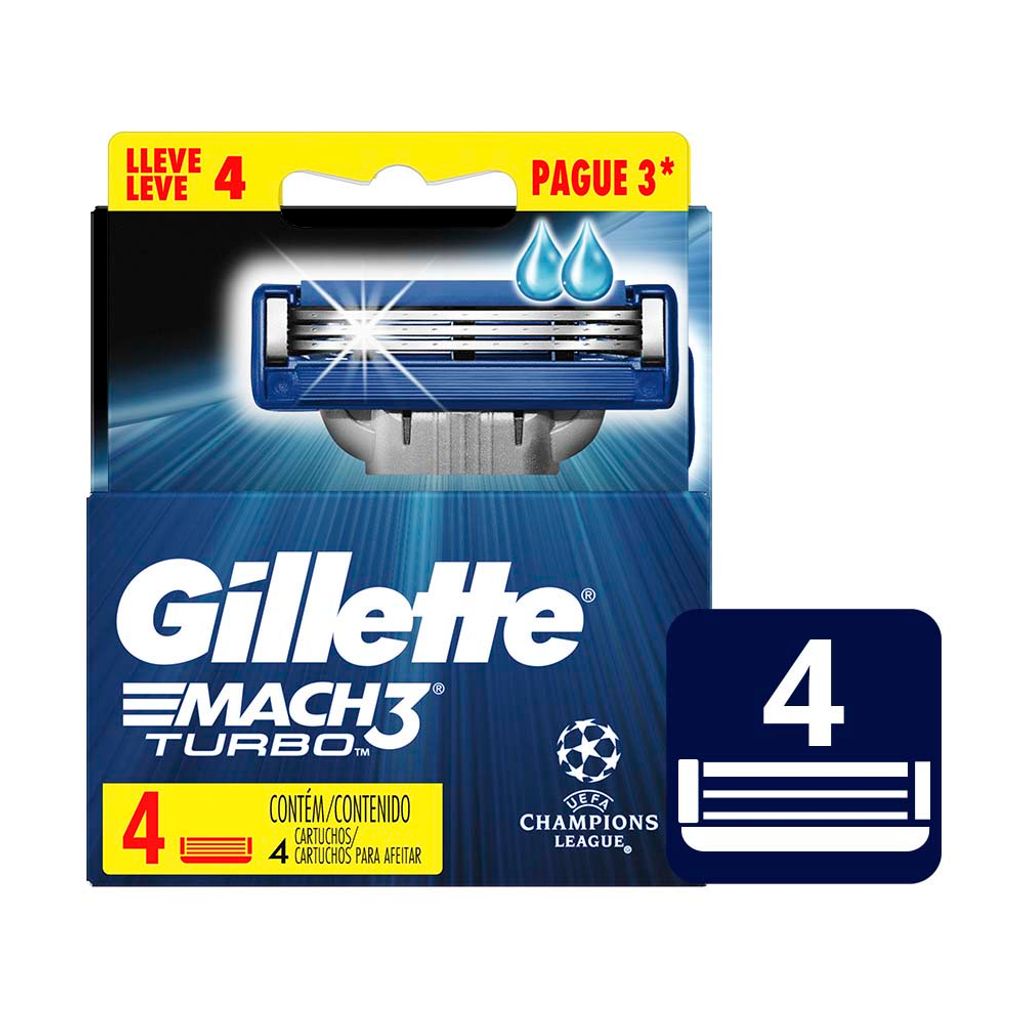 LLEVE
LEVE 4
PAGUE 3*
Gillette®
MACH3®
TURBO™
4
CONTÉM/CONTENIDO
4 CARTUCHOS/
CARTUCHOS PARA AFEITAR
UEFA
CHAMPIONS
LEAGUE®
4